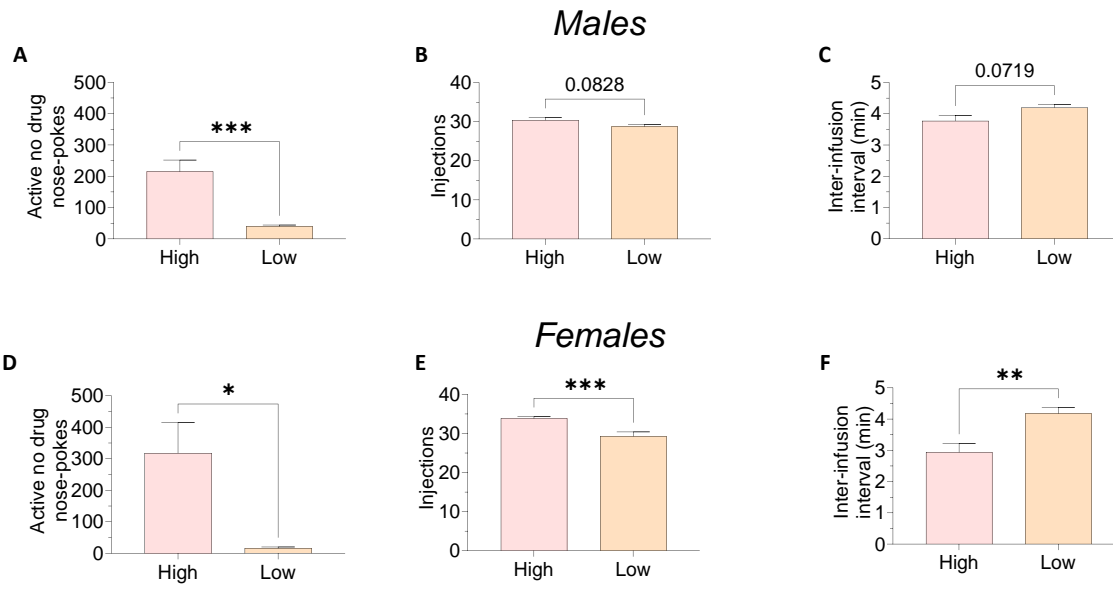 Males
A
Active no drug
nose-pokes
500
400
300
200
100
0
***
High Low
B
Injections
40
30
20
10
0
0.0828
High Low
C
Inter-infusion
interval (min)
5
4
3
2
1
0
0.0719
High Low
Females
D
Active no drug
nose-pokes
500
400
300
200
100
0
*
High Low
E
Injections
40
30
20
10
0
***
High Low
F
Inter-infusion
interval (min)
5
4
3
2
1
0
**
High Low